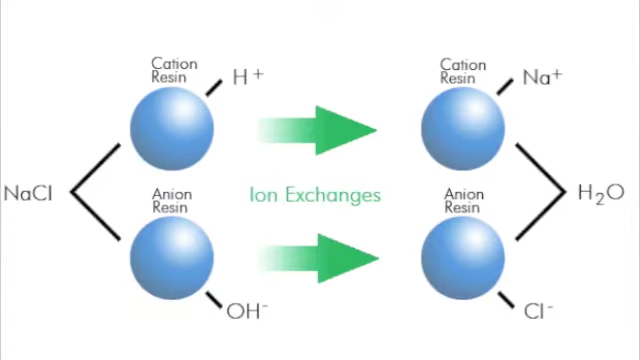 Cation
Resin
H⁺
Cation
Resin
Na⁺
NaCl
Anion
Resin
Ion Exchanges
Anion
Resin
H₂O
OH⁻
Cl⁻